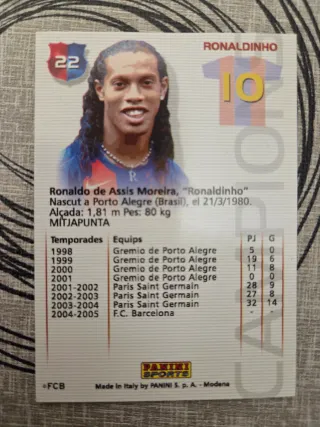 RONALDINHO
22
10
CAMPION
Ronaldo de Assis Moreira, "Ronaldinho"
Nascut a Porto Alegre (Brasil), el 21/3/1980.
Alçada: 1,81 m Pes: 80 kg
MITJAPUNTA
Temporades Equips PJ G
1998 Gremio de Porto Alegre 5 0
1999 Gremio de Porto Alegre 19 6
2000 Gremio de Porto Alegre 11 8
2001 Gremio de Porto Alegre 0 0
2001-2002 Paris Saint Germain 28 9
2002-2003 Paris Saint Germain 27 8
2003-2004 Paris Saint Germain 32 14
2004-2005 F.C. Barcelona - -
PANINI
SPORTS
©FCB
Made in Italy by PANINI S. p. A. - Modena